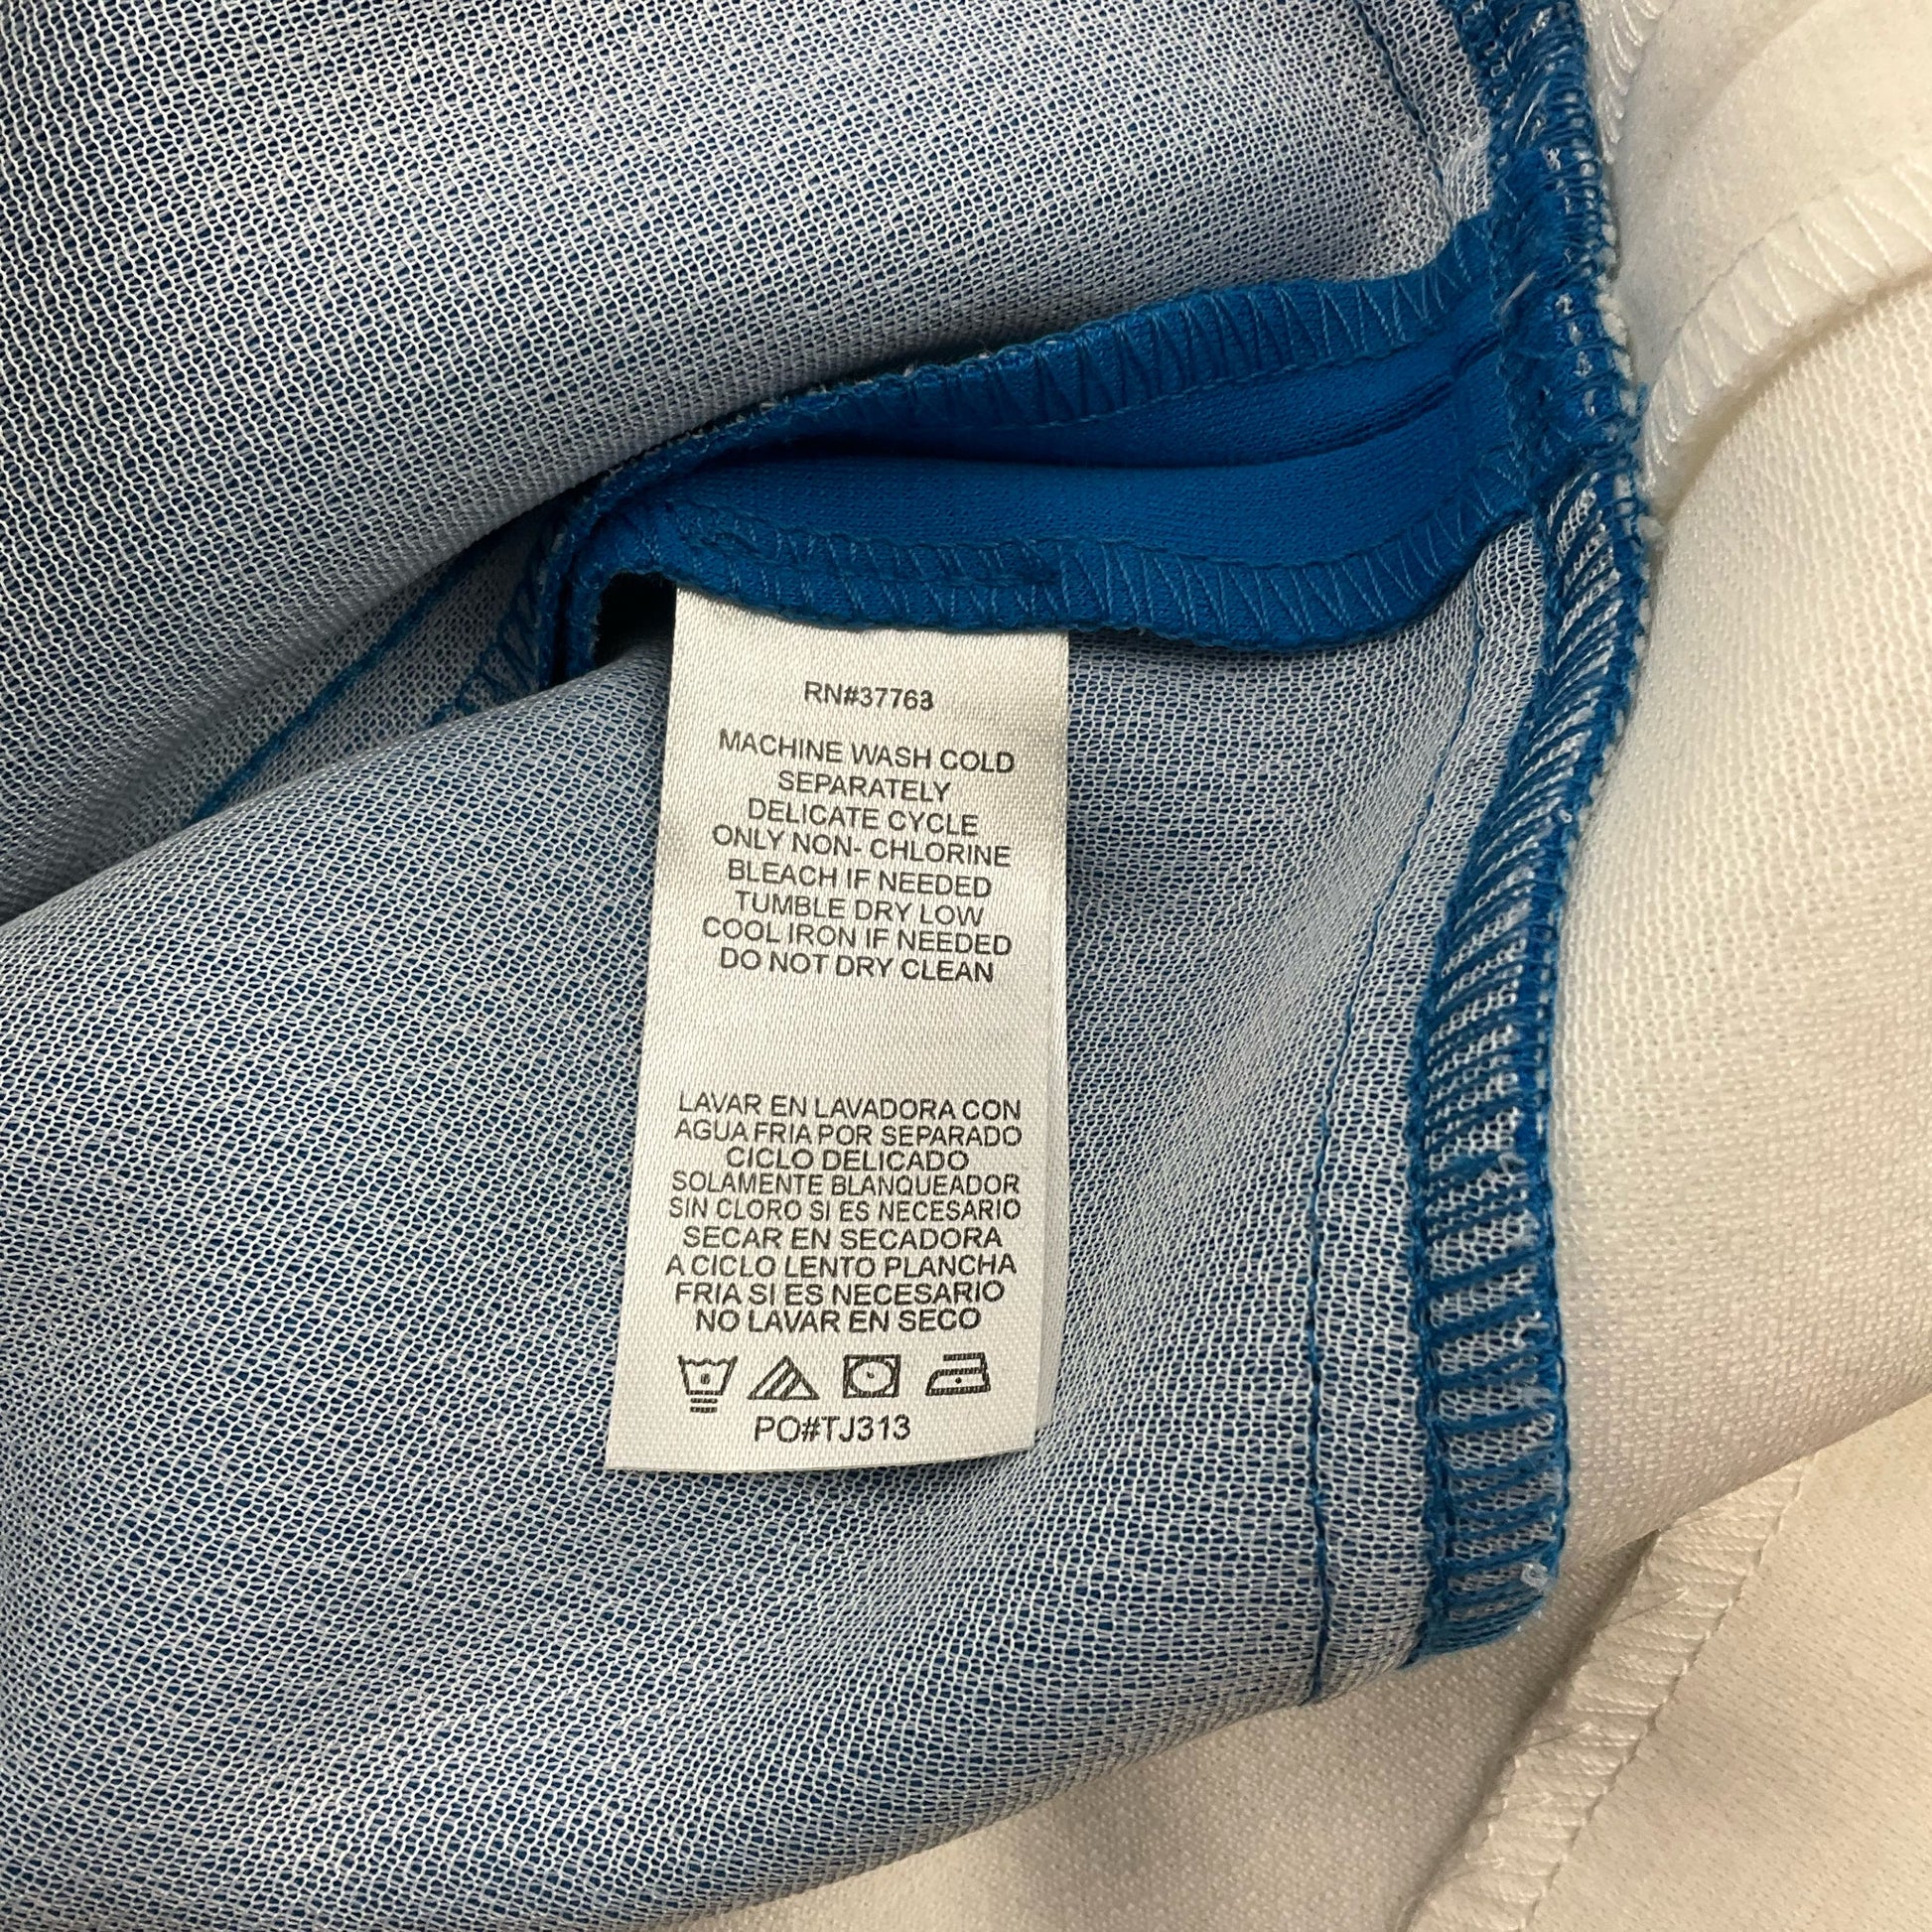 RN#37763
MACHINE WASH COLD
SEPARATELY
DELICATE CYCLE
ONLY NON- CHLORINE
BLEACH IF NEEDED
TUMBLE DRY LOW
COOL IRON IF NEEDED
DO NOT DRY CLEAN
LAVAR EN LAVADORA CON
AGUA FRIA POR SEPARADO
CICLO DELICADO
SOLAMENTE BLANQUEADOR
SIN CLORO SI ES NECESARIO
SECAR EN SECADORA
A CICLO LENTO PLANCHA
FRIA SI ES NECESARIO
NO LAVAR EN SECO
PO#TJ313